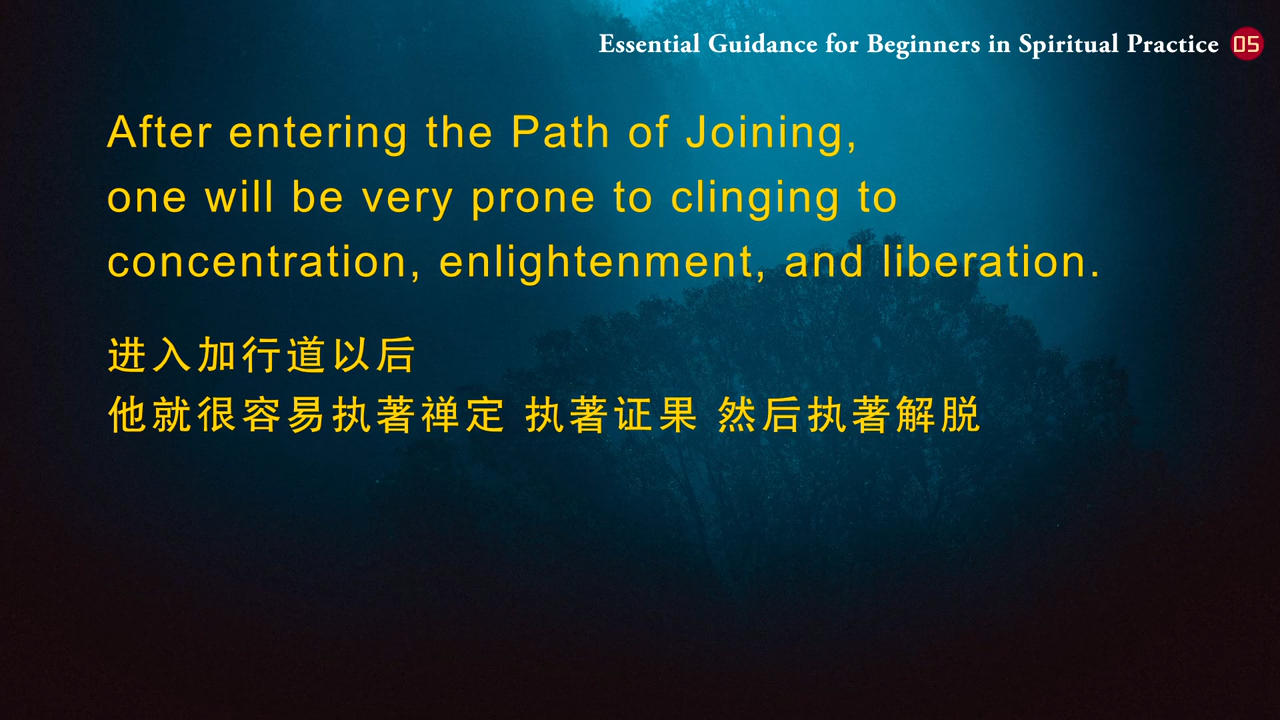 Essential Guidance for Beginners in Spiritual Practice 05
After entering the Path of Joining,
one will be very prone to clinging to
concentration, enlightenment, and liberation.
进入加行道以后
他就很容易执著禅定 执著证果 然后执著解脱